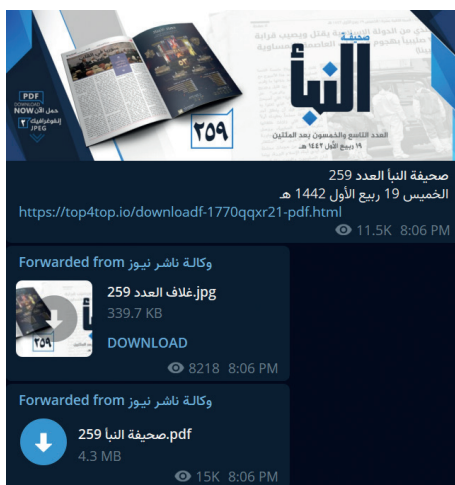 صحيفة
النبأ
PDF
DOWNLOAD
NOW حمل الآن
إنفوغرافيك
JPEG ٢
٢٥٩
العدد التاسع والخمسون بعد المئتين
١٩ ربيع الأول ١٤٤٢ هـ
صحيفة النبأ العدد 259
الخميس 19 ربيع الأول 1442 هـ
https://top4top.io/downloadf-1770qqxr21-pdf.html
11.5K 8:06 PM
Forwarded from وكالة ناشر نيوز
غلاف العدد 259.jpg
339.7 KB
DOWNLOAD
8218 8:06 PM
Forwarded from وكالة ناشر نيوز
صحيفة النبأ 259.pdf
4.3 MB
15K 8:06 PM